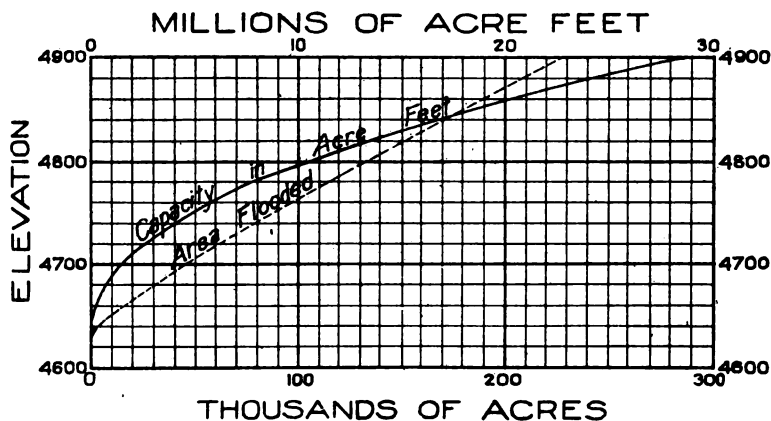 MILLIONS OF ACRE FEET
0 10 20 30
4900 4900
Capacity in Acre Feet
4800 4800
Area Flooded
ELEVATION
4700 4700
4600 4600
0 100 200 300
THOUSANDS OF ACRES